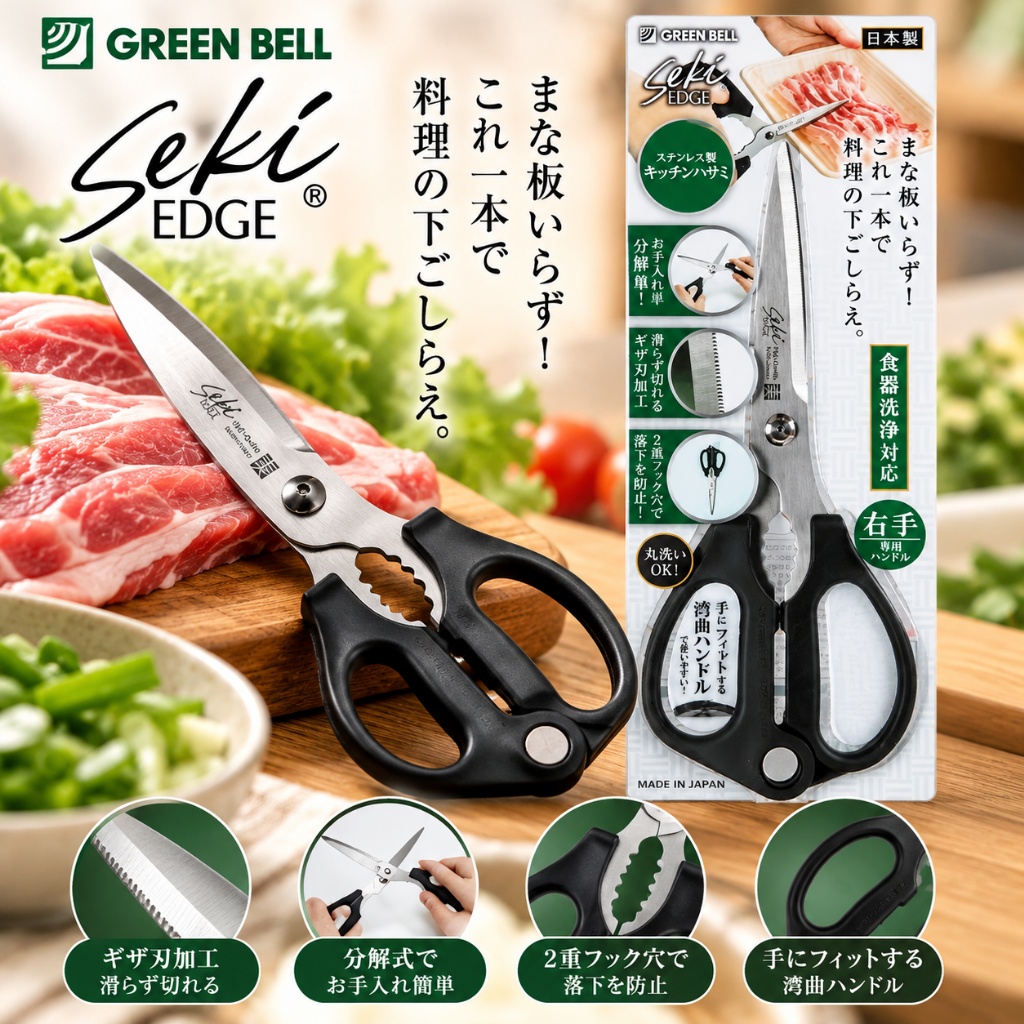 GREEN BELL
Seki
EDGE
®
まな板いらず！
これ一本で
料理の下ごしらえ。
Seki
EDGE
GREEN BELL
日本製
Seki
EDGE
ステンレス製
キッチンハサミ
まな板いらず！
これ一本で
料理の下ごしらえ。
お手入れ単
分解単！
滑らず切れる
ギザ刃加工
2重フック穴で
落下を防止！
Seki
EDGE
食器洗浄対応
右手
専用
ハンドル
丸洗い
OK！
手にフィットする
湾曲ハンドル
で使いやすい！
MADE IN JAPAN
ギザ刃加工
滑らず切れる
分解式で
お手入れ簡単
2重フック穴で
落下を防止
手にフィットする
湾曲ハンドル